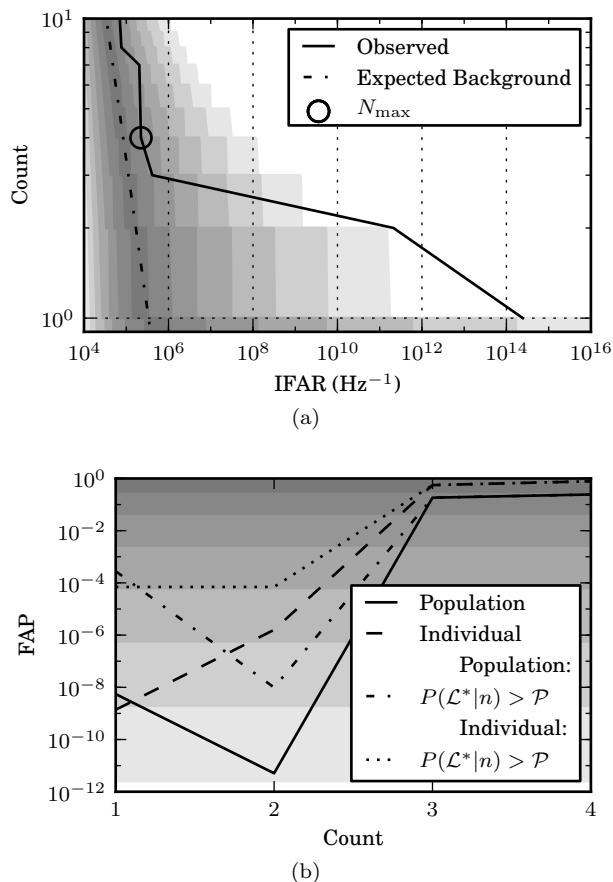 10^1
10^0
Count
Observed
Expected Background
N_max
10^4 10^6 10^8 10^10 10^12 10^14 10^16
IFAR (Hz^−1)
(a)
10^0
10^−2
10^−4
10^−6
10^−8
10^−10
10^−12
FAP
Population
Individual
Population:
P(ℒ*|n) > 𝒫
Individual:
P(ℒ*|n) > 𝒫
1 2 3 4
Count
(b)